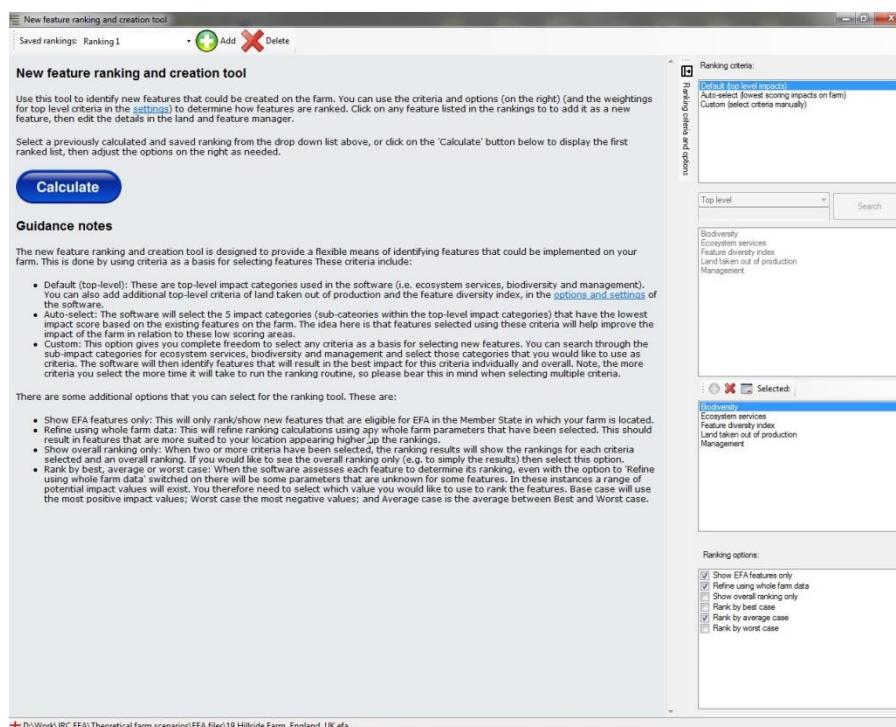 New feature ranking and creation tool
Saved rankings: Ranking 1
Add
Delete
New feature ranking and creation tool
Use this tool to identify new features that could be created on the farm. You can use the criteria and options (on the right) (and the weightings
for top level criteria in the settings) to determine how features are ranked. Click on any feature listed in the rankings to to add it as a new
feature, then edit the details in the land and feature manager.
Select a previously calculated and saved ranking from the drop down list above, or click on the 'Calculate' button below to display the first
ranked list, then adjust the options on the right as needed.
Calculate
Guidance notes
The new feature ranking and creation tool is designed to provide a flexible means of identifying features that could be implemented on your
farm. This is done by using criteria as a basis for selecting features These criteria include:
• Default (top-level): These are top-level impact categories used in the software (i.e. ecosystem services, biodiversity and management).
You can also add additional top-level criteria of land taken out of production and the feature diversity index, in the options and settings of
the software.
• Auto-select: The software will select the 5 impact categories (sub-cateories within the top-level impact categories) that have the lowest
impact score based on the existing features on the farm. The idea here is that features selected using these criteria will help improve the
impact of the farm in relation to these low scoring areas.
• Custom: This option gives you complete freedom to select any criteria as a basis for selecting new features. You can search through the
sub-impact categories for ecosystem services, biodiversity and management and select those categories that you would like to use as
criteria. The software will then identify features that will result in the best impact for this criteria indvidually and overall. Note, the more
criteria you select the more time it will take to run the ranking routine, so please bear this in mind when selecting multiple criteria.
There are some additional options that you can select for the ranking tool. These are:
• Show EFA features only: This will only rank/show new features that are eligible for EFA in the Member State in which your farm is located.
• Refine using whole farm data: This will refine ranking calculations using apy whole farm parameters that have been selected. This should
result in features that are more suited to your location appearing higher up the rankings.
• Show overall ranking only: When two or more criteria have been selected, the ranking results will show the rankings for each criteria
selected and an overall ranking. If you would like to see the overall ranking only (e.g. to simply the results) then select this option.
• Rank by best, average or worst case: When the software assesses each feature to determine its ranking, even with the option to 'Refine
using whole farm data' switched on there will be some parameters that are unknown for some features. In these instances a range of
potential impact values will exist. You therefore need to select which value you would like to use to rank the features. Base case will use
the most positive impact values; Worst case the most negative values; and Average case is the average between Best and Worst case.
Ranking criteria and options
Ranking criteria:
Default (top level impacts)
Auto-select (lowest scoring impacts on farm)
Custom (select criteria manually)
Top level
Search
Biodiversity
Ecosystem services
Feature diversity index
Land taken out of production
Management
Selected:
Biodiversity
Ecosystem services
Feature diversity index
Land taken out of production
Management
Ranking options:
Show EFA features only
Refine using whole farm data
Show overall ranking only
Rank by best case
Rank by average case
Rank by worst case
D:\Work\JRC EFA\Theoretical farm scenarios\EFA files\19 Hillside Farm, England, UK.efa